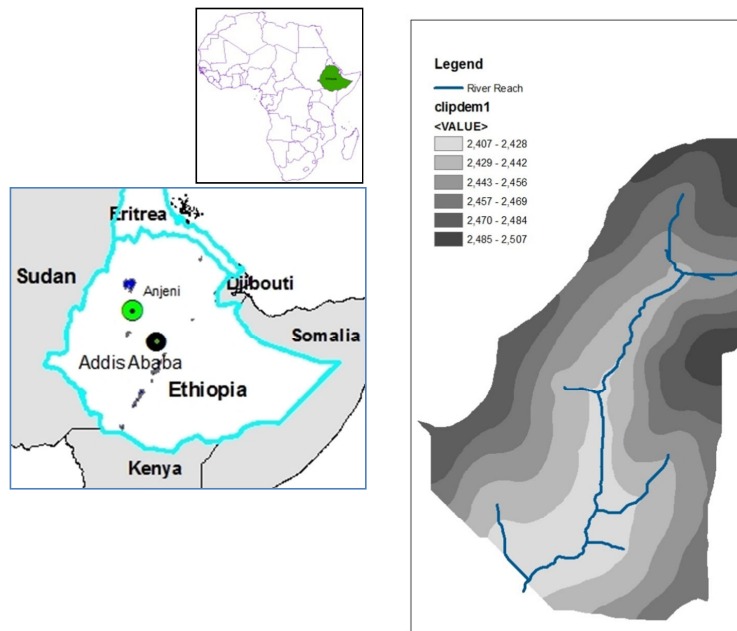 Eritrea
Sudan
Anjeni
Djibouti
Somalia
Addis Ababa
Ethiopia
Kenya
Legend
River Reach
clipdem1
<VALUE>
2,407 - 2,428
2,429 - 2,442
2,443 - 2,456
2,457 - 2,469
2,470 - 2,484
2,485 - 2,507